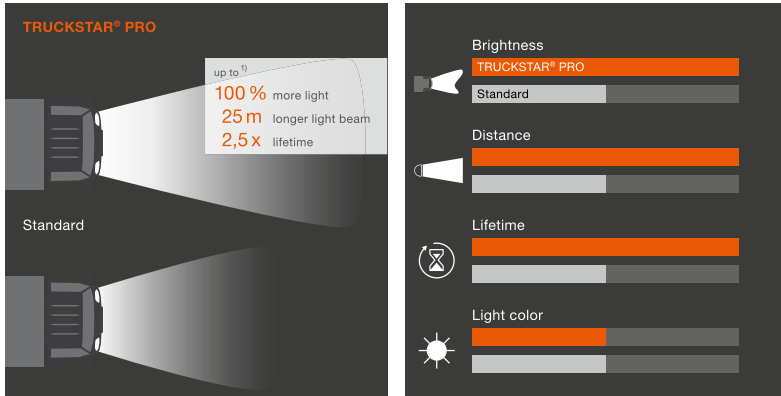 TRUCKSTAR® PRO
up to 1)
100 % more light
25 m longer light beam
2,5 x lifetime
Standard
Brightness
TRUCKSTAR® PRO
Standard
Distance
Lifetime
Light color